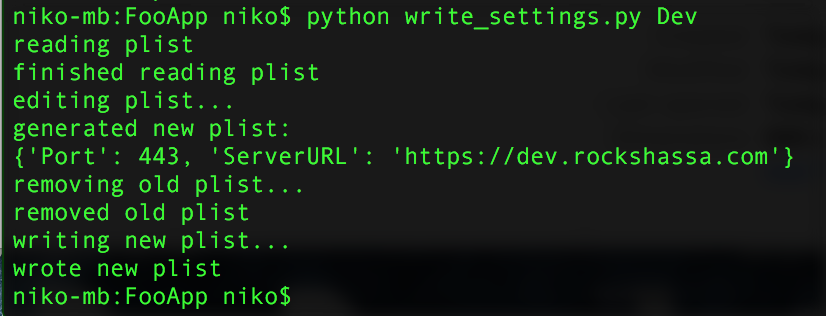 niko-mb:FooApp niko$ python write_settings.py Dev
reading plist
finished reading plist
editing plist...
generated new plist:
{'Port': 443, 'ServerURL': 'https://dev.rockshassa.com'}
removing old plist...
removed old plist
writing new plist...
wrote new plist
niko-mb:FooApp niko$